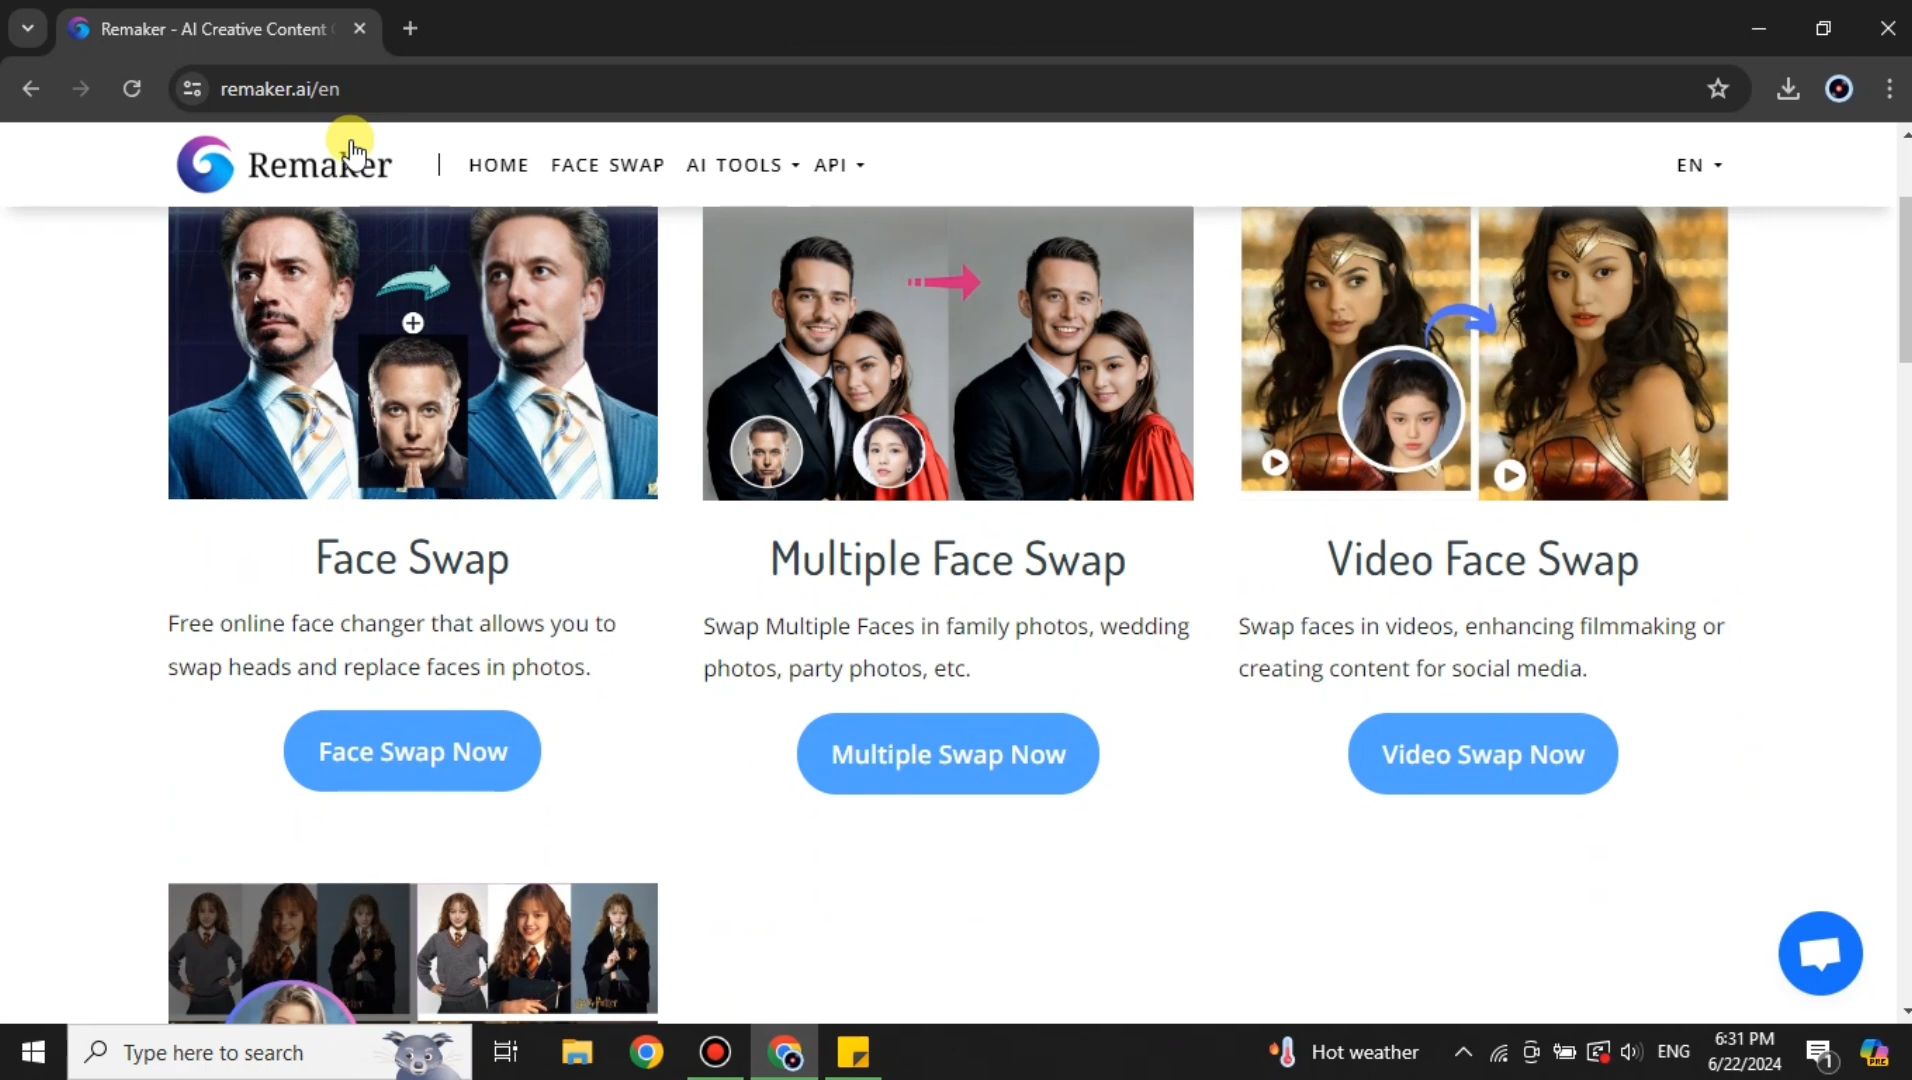 Remaker - AI Creative Content
remaker.ai/en
Remaker
HOME
FACE SWAP
AI TOOLS
API
EN
Face Swap
Free online face changer that allows you to
swap heads and replace faces in photos.
Face Swap Now
Multiple Face Swap
Swap Multiple Faces in family photos, wedding
photos, party photos, etc.
Multiple Swap Now
Video Face Swap
Swap faces in videos, enhancing filmmaking or
creating content for social media.
Video Swap Now
Type here to search
Hot weather
ENG
6:31 PM
6/22/2024
1
PRE